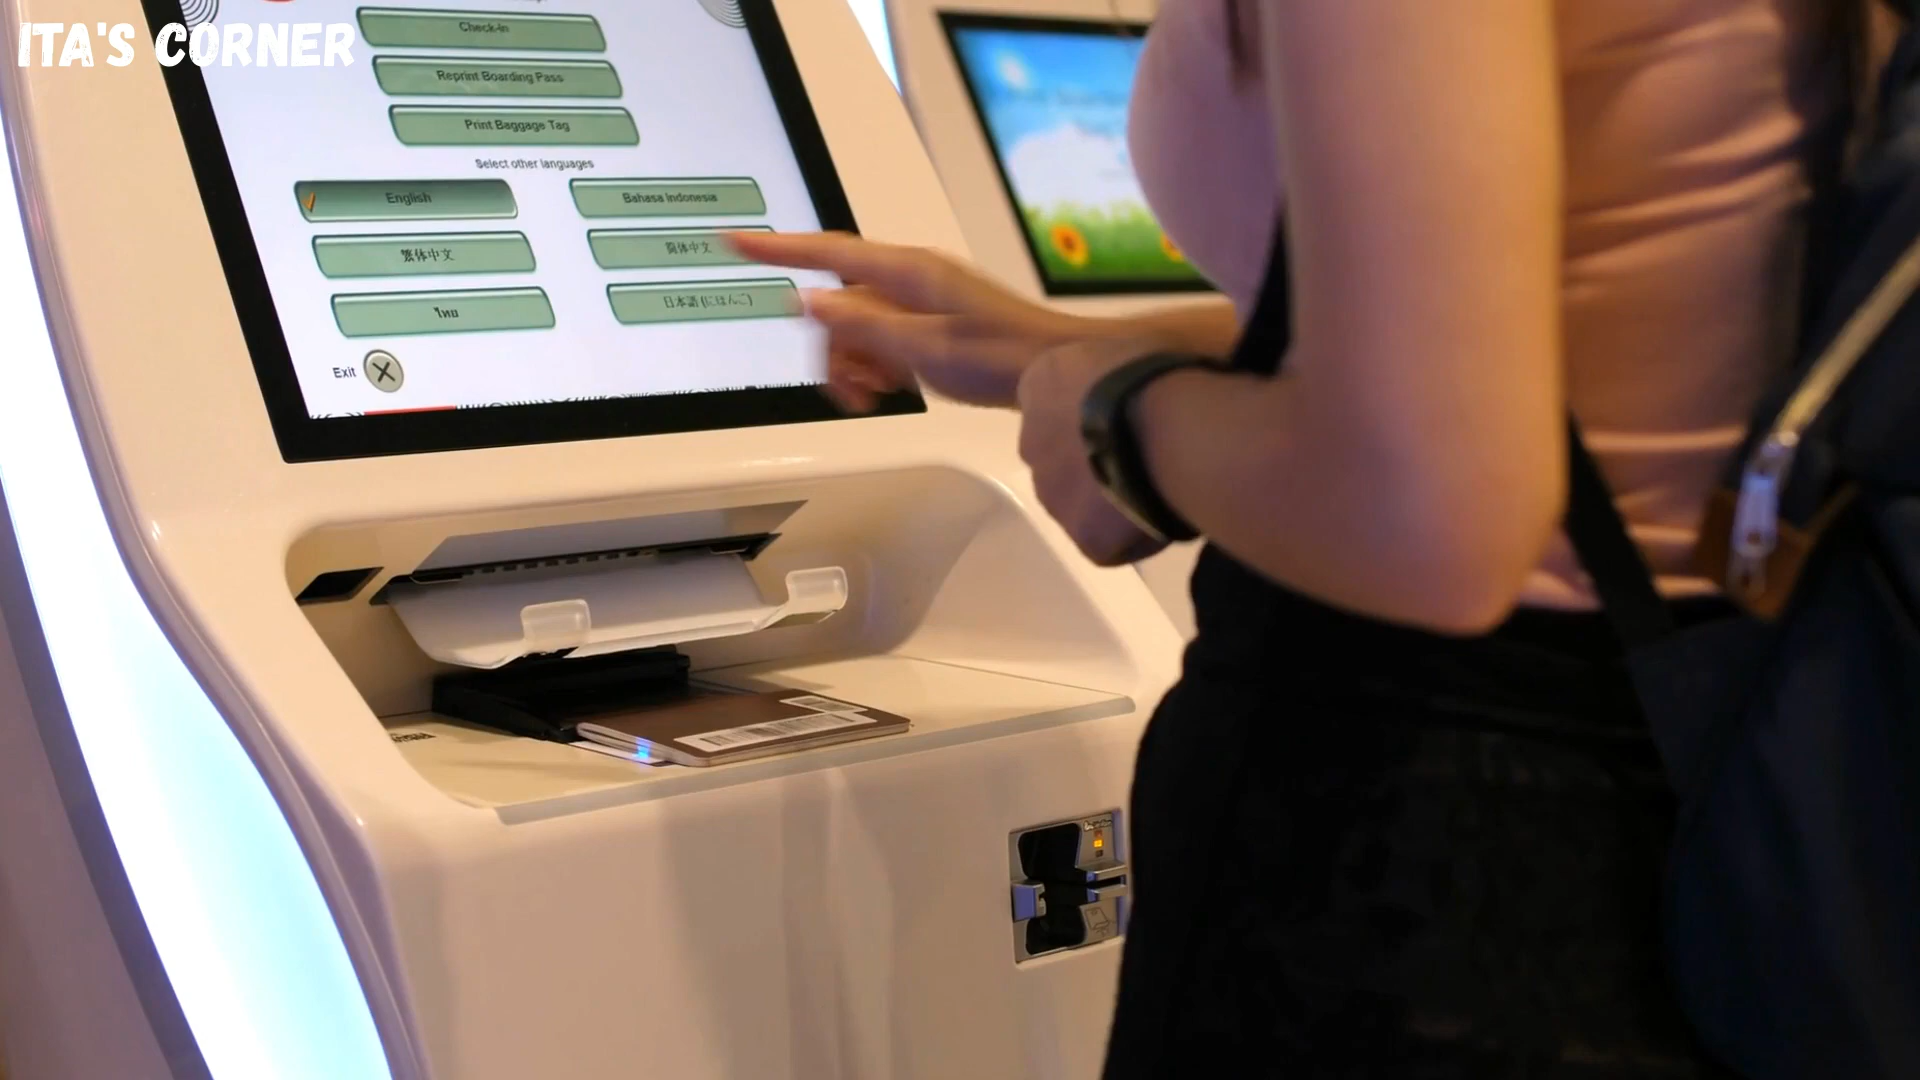 ITA'S CORNER
Check-in
Reprint Boarding Pass
Print Baggage Tag
Select other languages
English
Bahasa Indonesia
繁体中文
简体中文
ไทย
日本語 (にほんご)
Exit